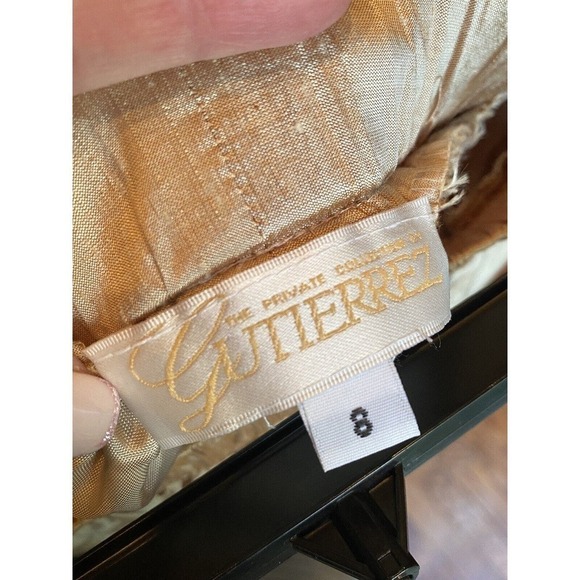 THE PRIVATE COLLECTION OF
GUTIERREZ
8